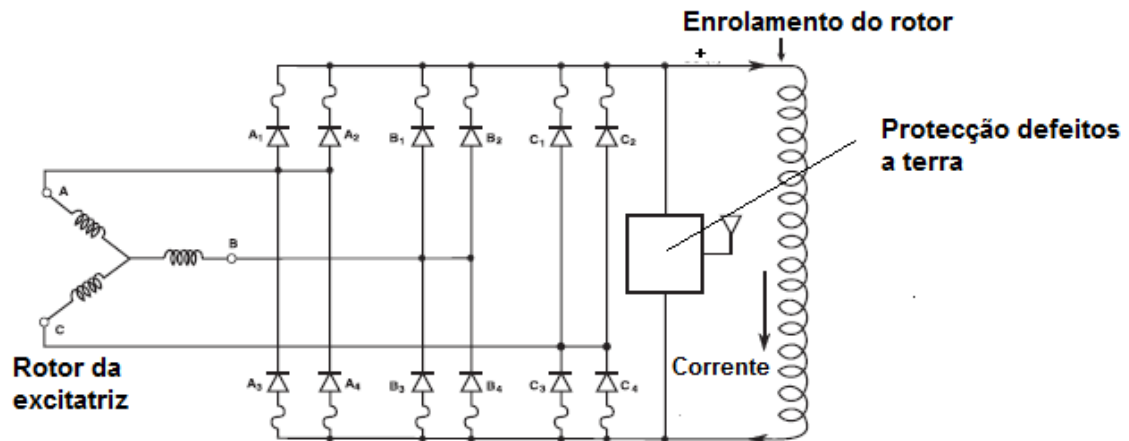 Enrolamento do rotor
+
A1
A2
B1
B2
C1
C2
Protecção defeitos
a terra
A
B
C
Rotor da
excitatriz
A3
A4
B3
B4
C3
C4
Corrente